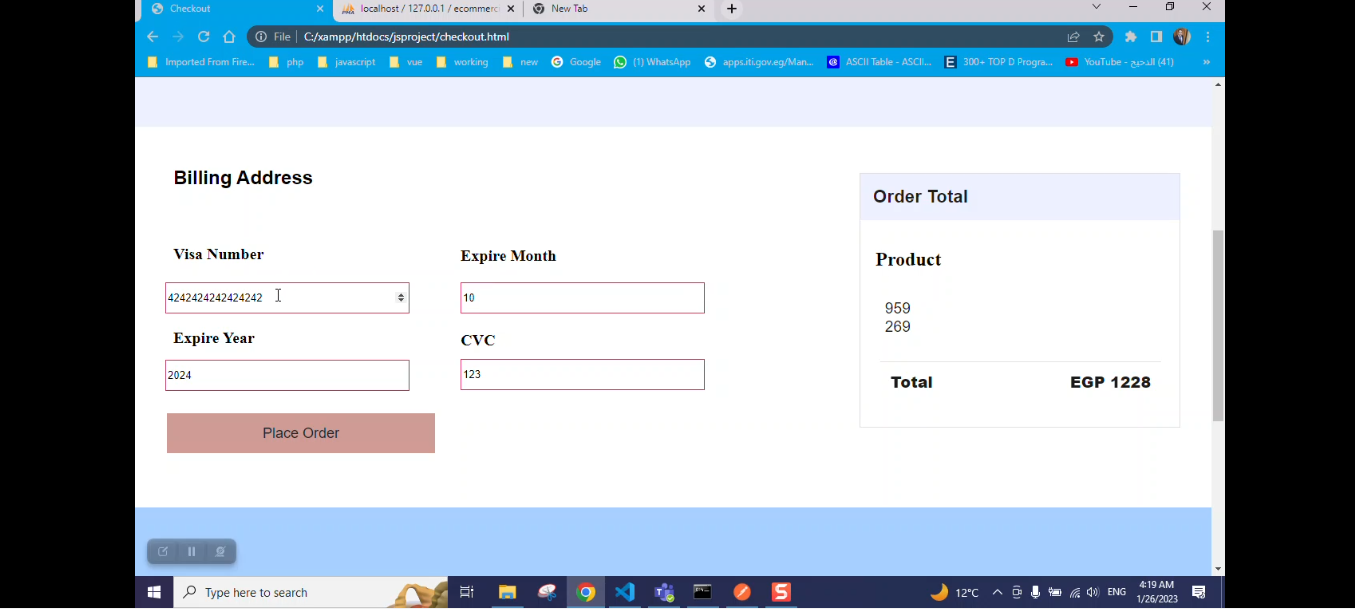 Checkout
localhost / 127.0.0.1 / ecommerc
New Tab
File
C:/xampp/htdocs/jsproject/checkout.html
Imported From Fire...
php
javascript
vue
working
new
Google
(1) WhatsApp
apps.iti.gov.eg/Man...
ASCII Table - ASCII...
300+ TOP D Progra...
YouTube - الدحيح (41)
Billing Address
Visa Number
Expire Month
4242424242424242
10
Expire Year
CVC
2024
123
Place Order
Order Total
Product
959
269
Total
EGP 1228
Type here to search
12°C
ENG
4:19 AM
1/26/2023